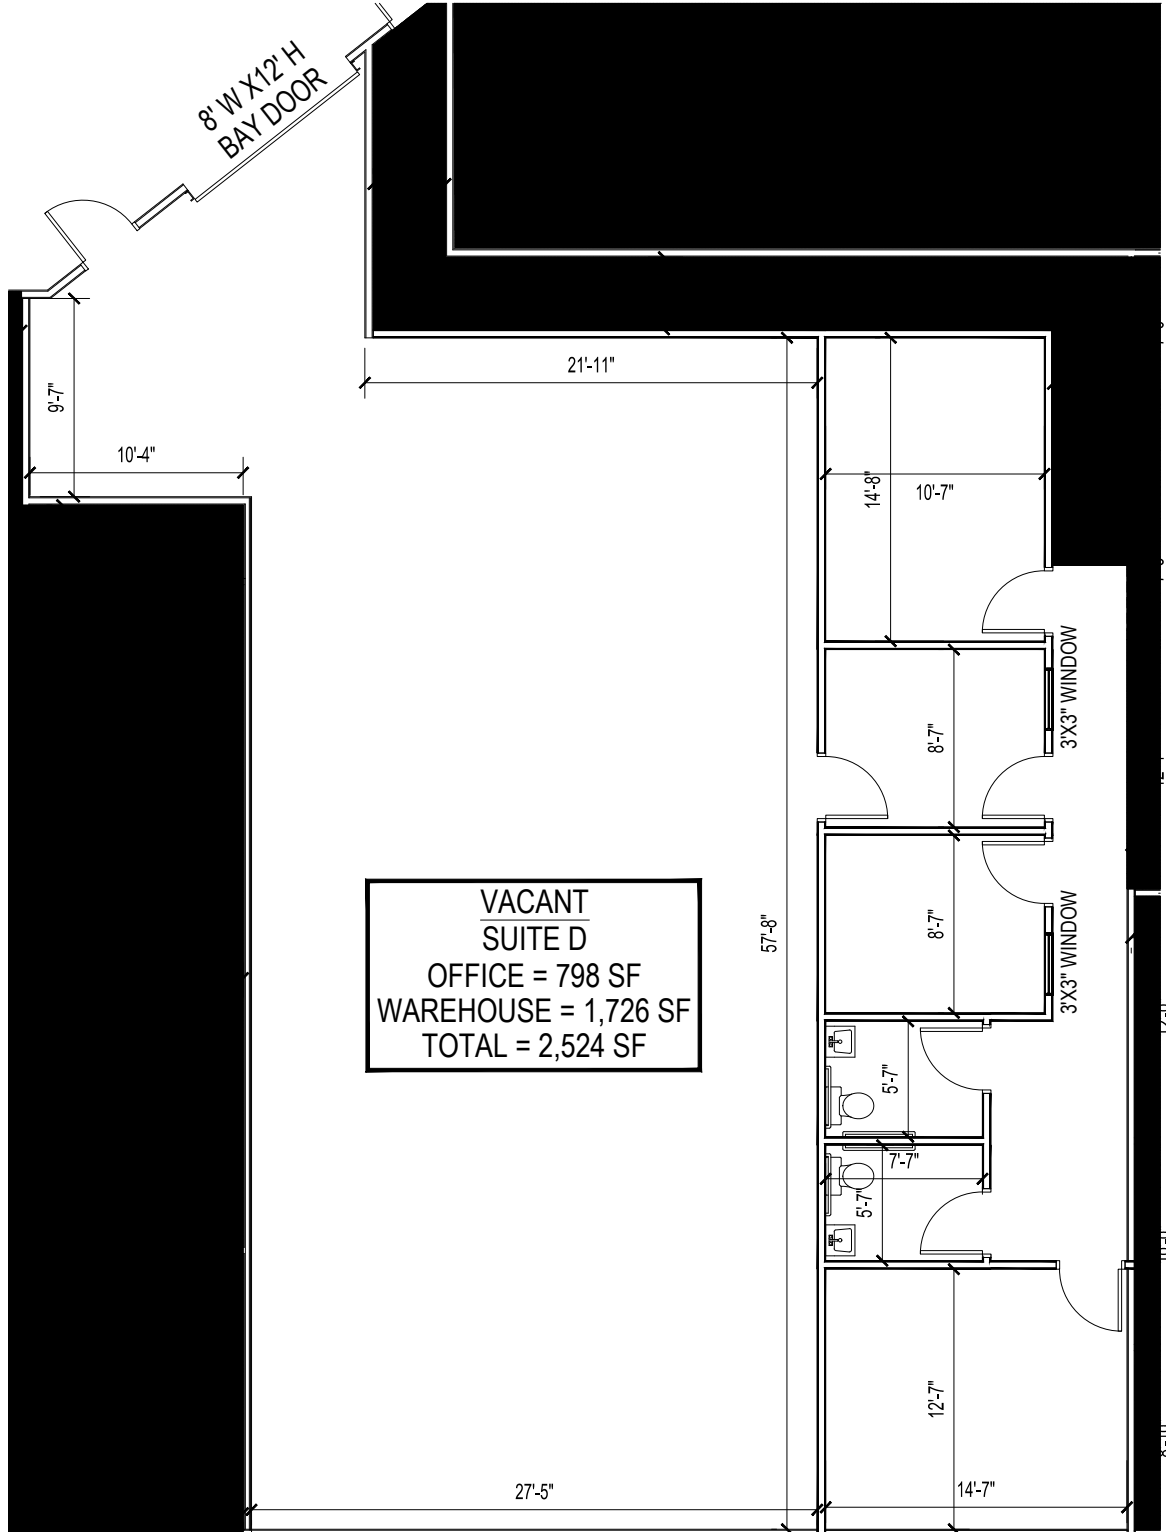 8' W X12' H
BAY DOOR
21'-11"
9'-7"
10'-4"
14'-8"
10'-7"
3'X3" WINDOW
8'-7"
VACANT
SUITE D
OFFICE = 798 SF
WAREHOUSE = 1,726 SF
TOTAL = 2,524 SF
57'-8"
8'-7"
3'X3" WINDOW
5'-7"
7'-7"
5'-7"
12'-7"
27'-5"
14'-7"